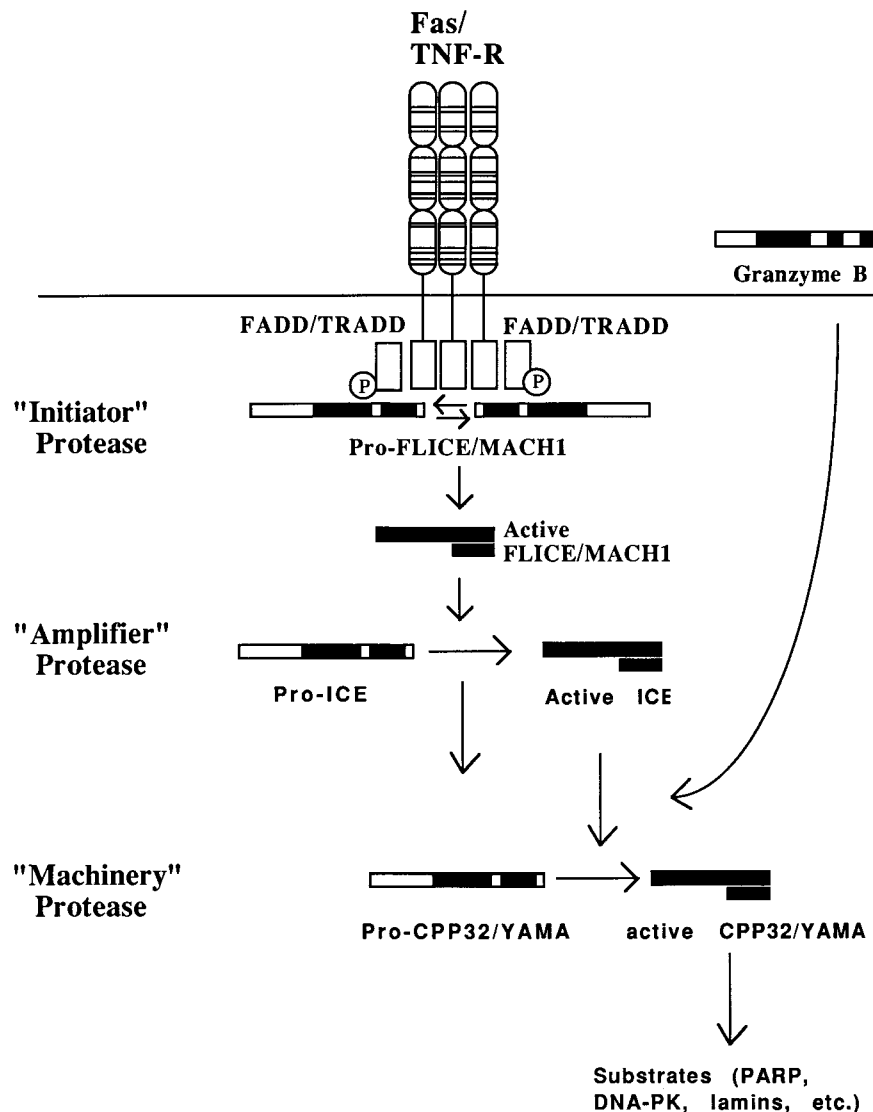 Fas/
TNF-R
Granzyme B
FADD/TRADD FADD/TRADD
P P
"Initiator"
Protease
Pro-FLICE/MACH1
Active
FLICE/MACH1
"Amplifier"
Protease
Pro-ICE
Active ICE
"Machinery"
Protease
Pro-CPP32/YAMA
active CPP32/YAMA
Substrates (PARP,
DNA-PK, lamins, etc.)